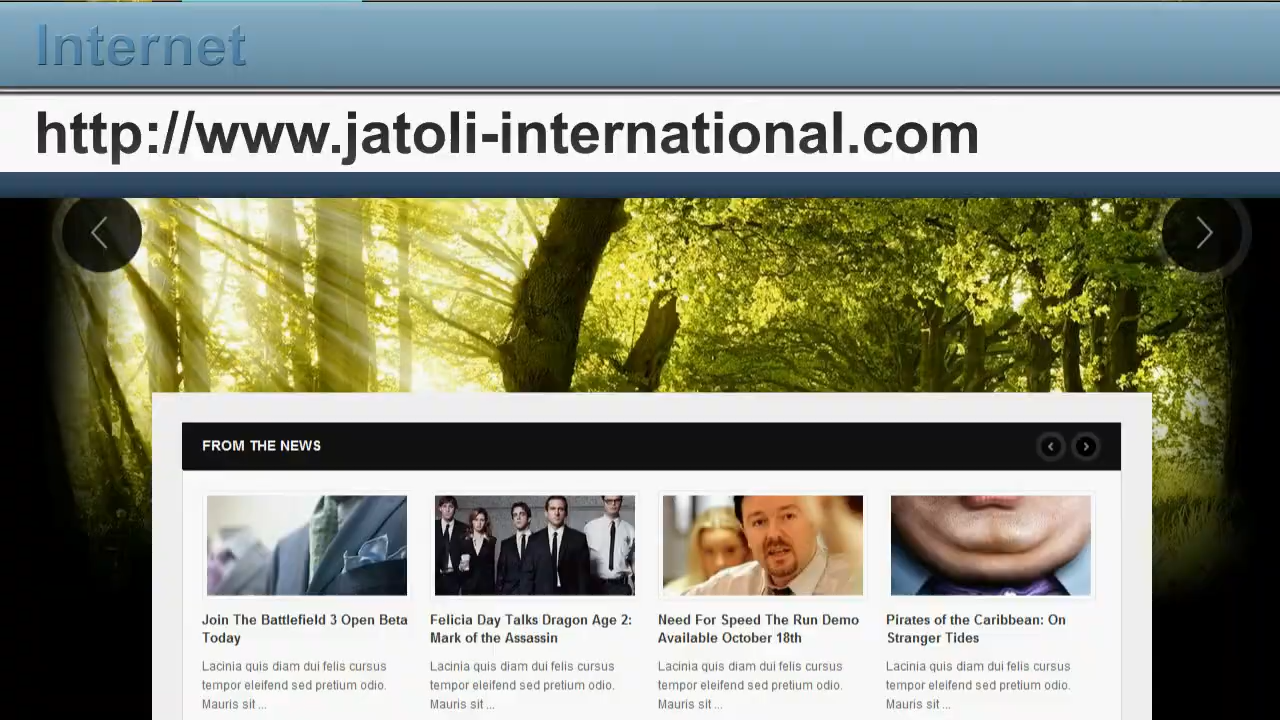 Internet
http://www.jatoli-international.com
FROM THE NEWS
Join The Battlefield 3 Open Beta
Today
Lacinia quis diam dui felis cursus
tempor eleifend sed pretium odio.
Mauris sit ...
Felicia Day Talks Dragon Age 2:
Mark of the Assassin
Lacinia quis diam dui felis cursus
tempor eleifend sed pretium odio.
Mauris sit ...
Need For Speed The Run Demo
Available October 18th
Lacinia quis diam dui felis cursus
tempor eleifend sed pretium odio.
Mauris sit ...
Pirates of the Caribbean: On
Stranger Tides
Lacinia quis diam dui felis cursus
tempor eleifend sed pretium odio.
Mauris sit ...